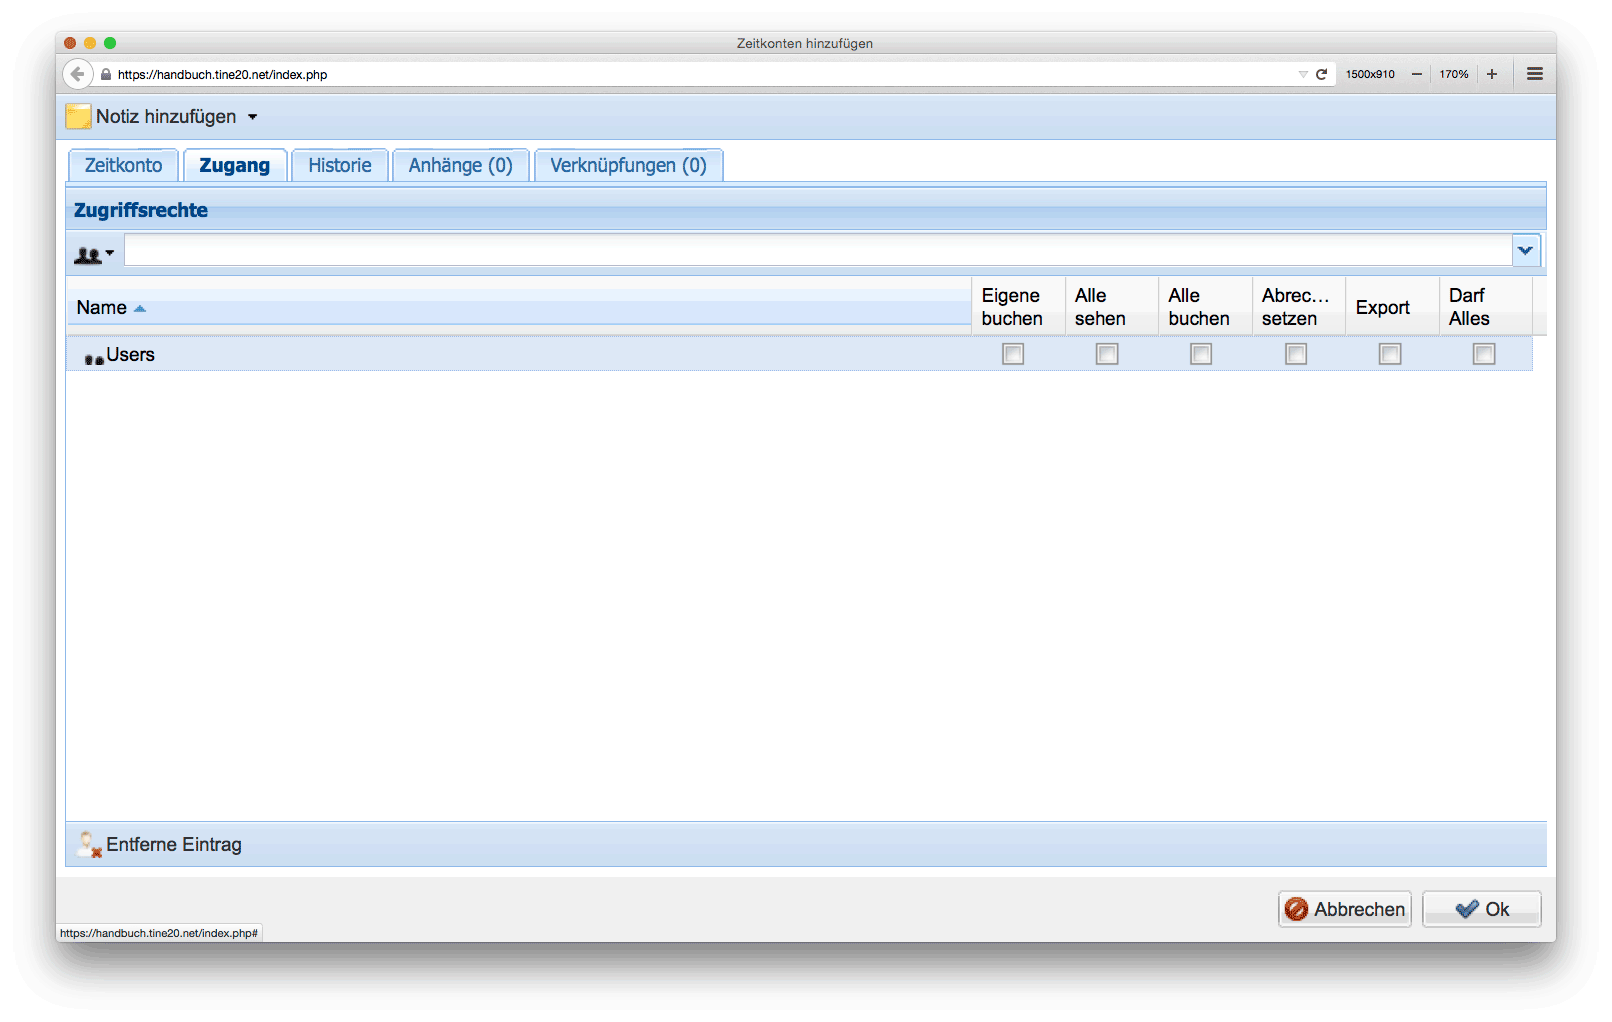 Zeitkonten hinzufügen
https://handbuch.tine20.net/index.php
1500x910
170%
Notiz hinzufügen
Zeitkonto
Zugang
Historie
Anhänge (0)
Verknüpfungen (0)
Zugriffsrechte
Name
Eigene
buchen
Alle
sehen
Alle
buchen
Abrec...
setzen
Export
Darf
Alles
Users
Entferne Eintrag
Abbrechen
Ok
https://handbuch.tine20.net/index.php#